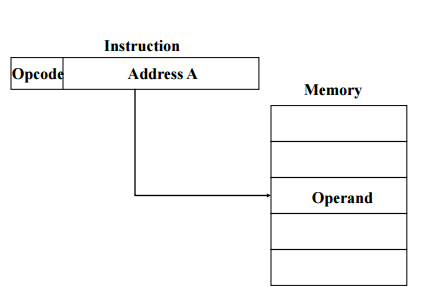 Instruction
Opcode Address A
Memory
Operand